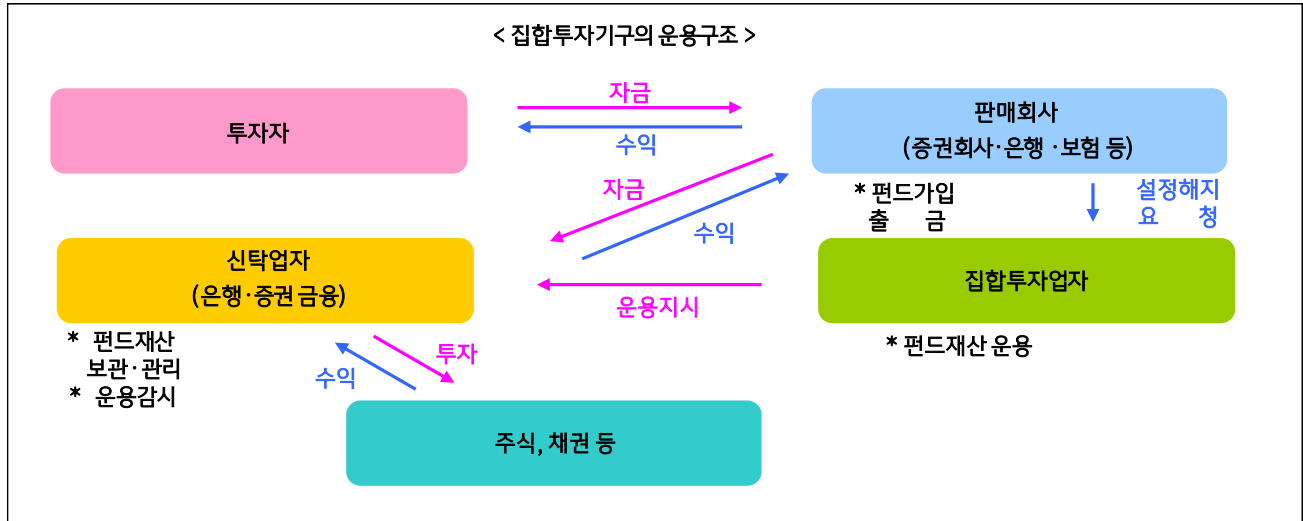 < 집합투자기구의 운용구조 >
자금
투자자
수익
판매회사
(증권회사·은행 ·보험 등)
자금
수익
* 펀드가입
출 금
설정해지
요 청
신탁업자
(은행·증권 금융)
운용지시
집합투자업자
* 펀드재산
보관·관리
* 운용감시
투자
수익
* 펀드재산 운용
주식, 채권 등